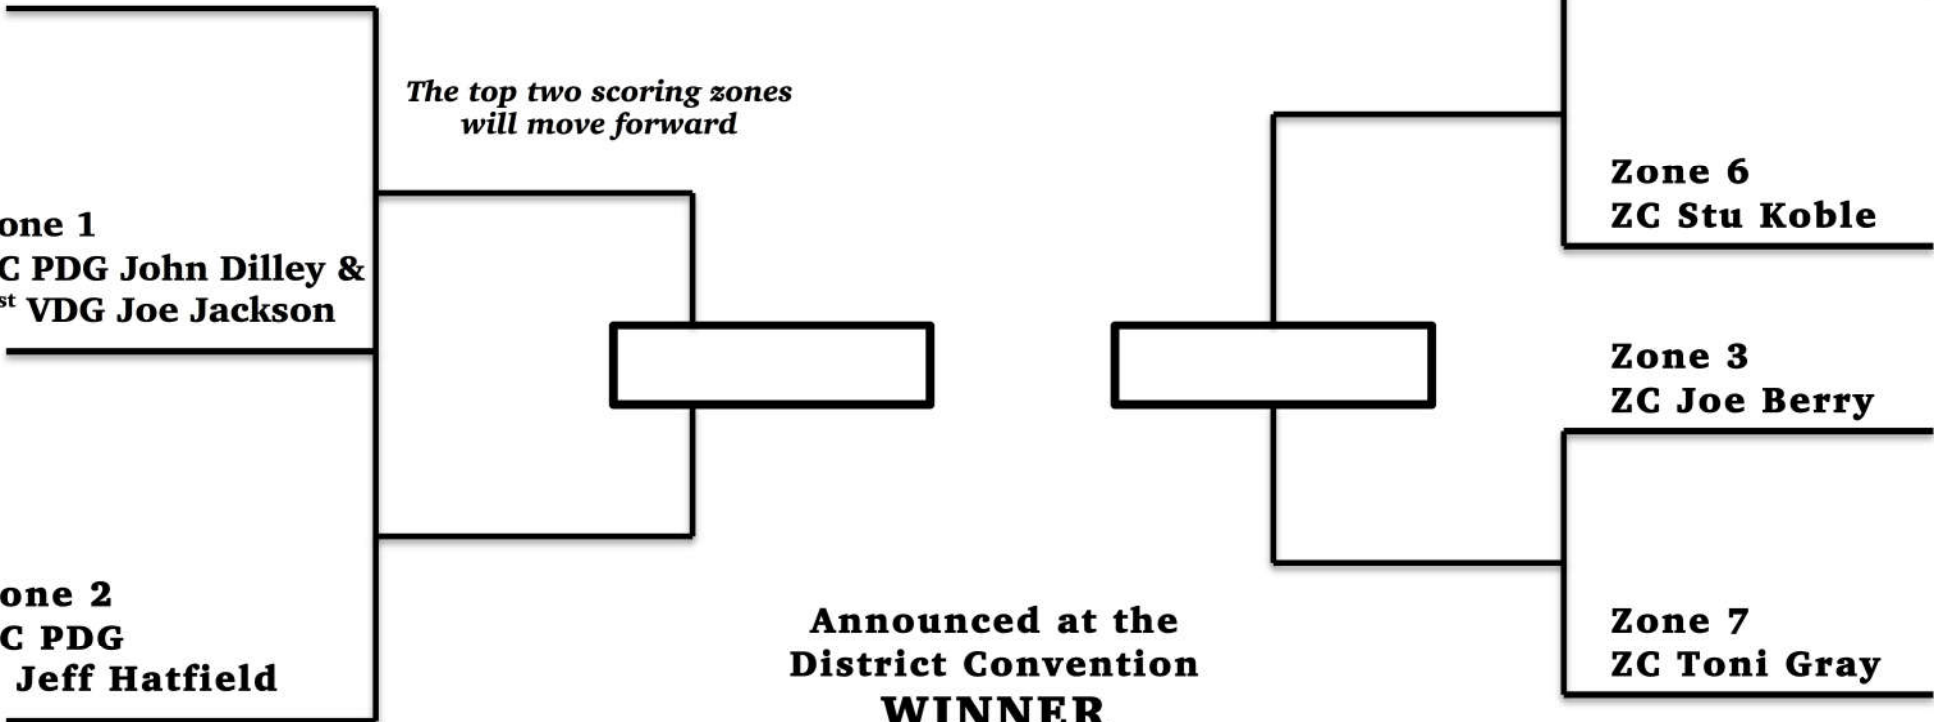 The top two scoring zones
will move forward
one 1
C PDG John Dilley &
st VDG Joe Jackson
one 2
C PDG
Jeff Hatfield
Zone 6
ZC Stu Koble
Zone 3
ZC Joe Berry
Zone 7
ZC Toni Gray
Announced at the
District Convention
WINNER